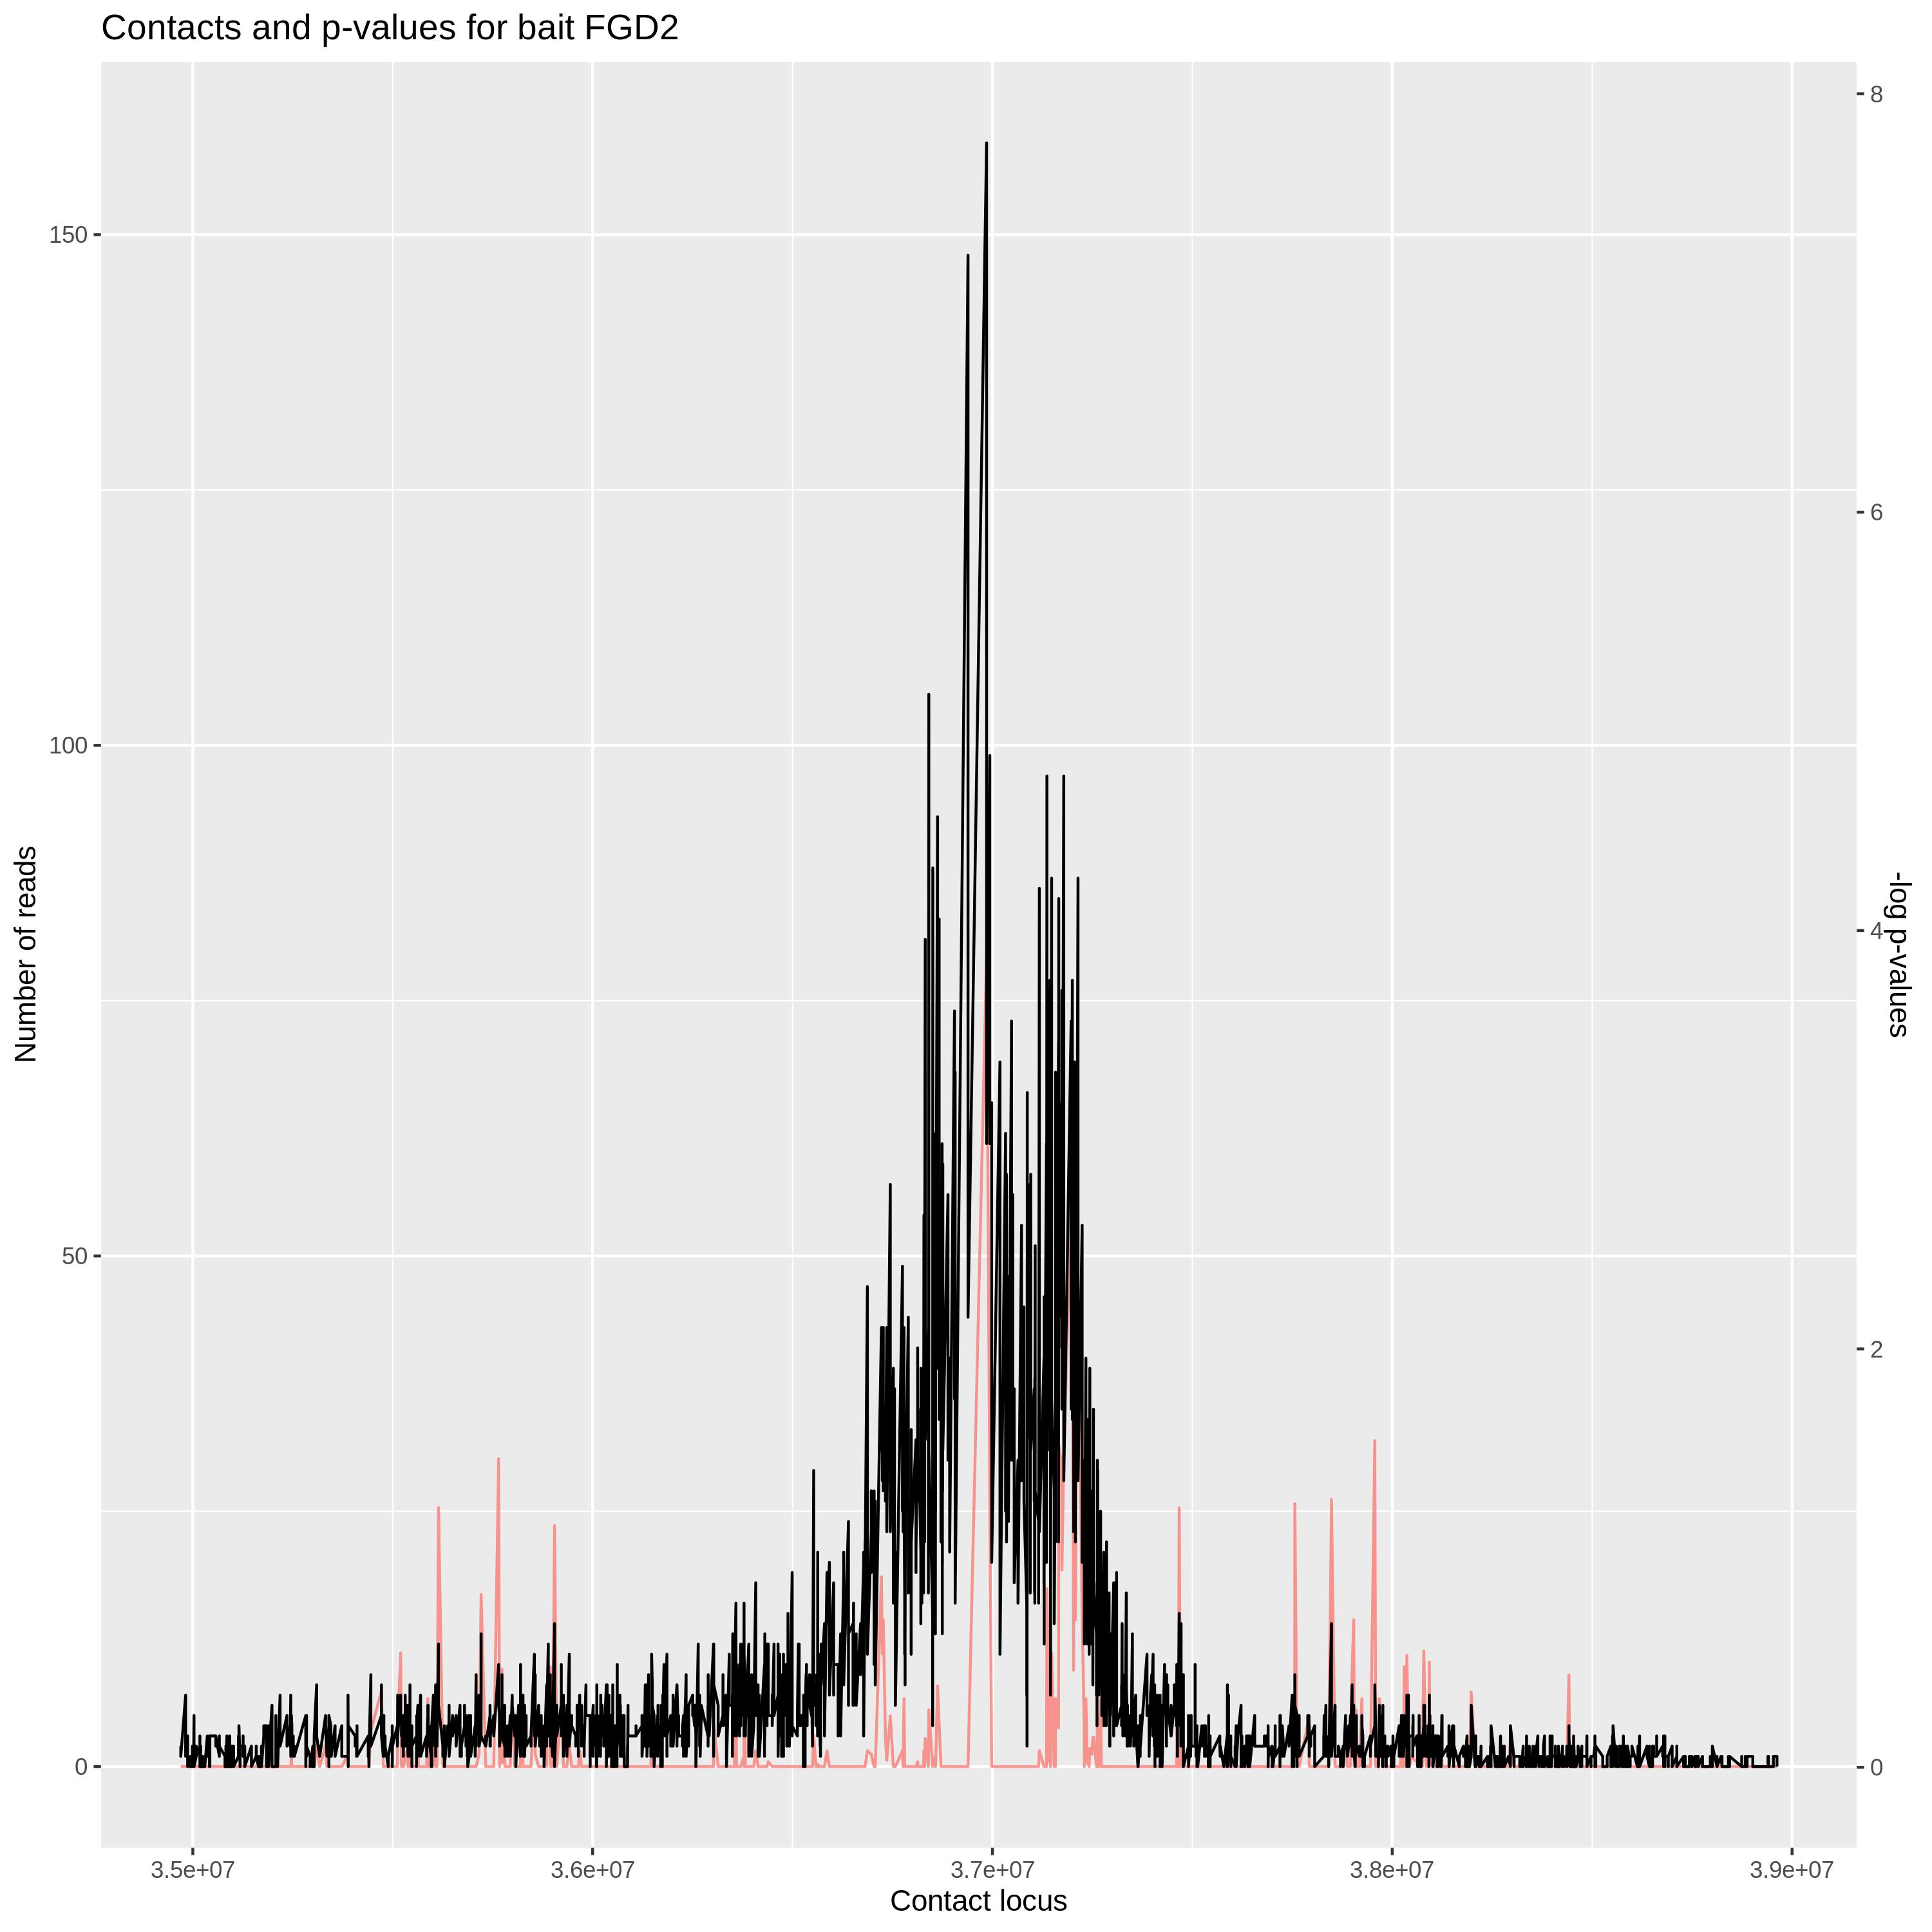 Contacts and p-values for bait FGD2
150
100
50
0
Number of reads
8
6
4
2
0
-log p-values
3.5e+07
3.6e+07
3.7e+07
3.8e+07
3.9e+07
Contact locus